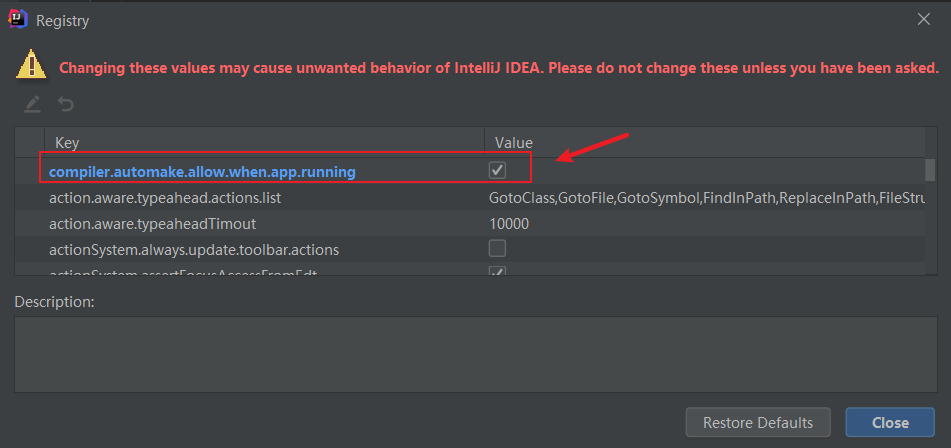 Registry
Changing these values may cause unwanted behavior of IntelliJ IDEA. Please do not change these unless you have been asked.
Key Value
compiler.automake.allow.when.app.running
action.aware.typeahead.actions.list GotoClass,GotoFile,GotoSymbol,FindInPath,ReplaceInPath,FileStru
action.aware.typeaheadTimout 10000
actionSystem.always.update.toolbar.actions
actionSystem.assertFocusAccessFromEdt
Description:
Restore Defaults Close